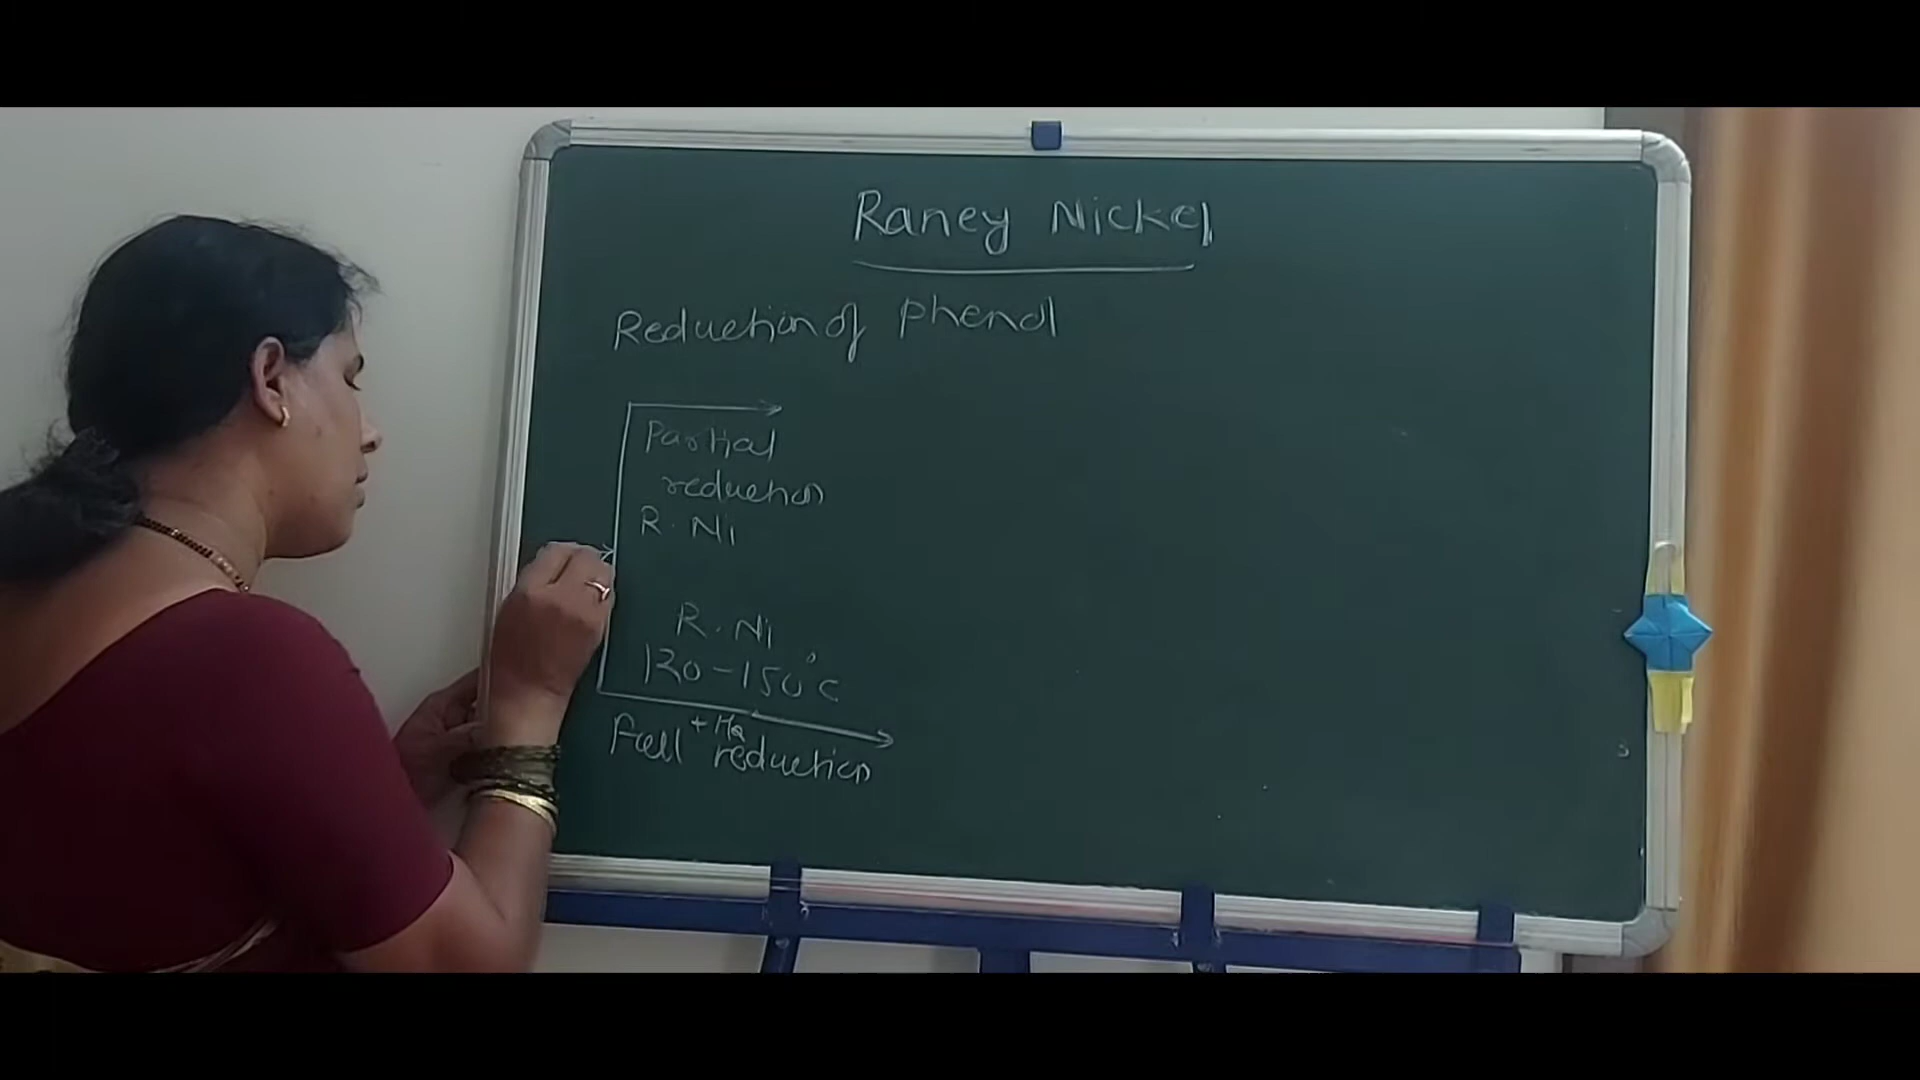 Raney Nickel
Reduction of phenol
Partial
reduction
R. Ni
R. Ni
120-150°C
+ H2
Full reduction